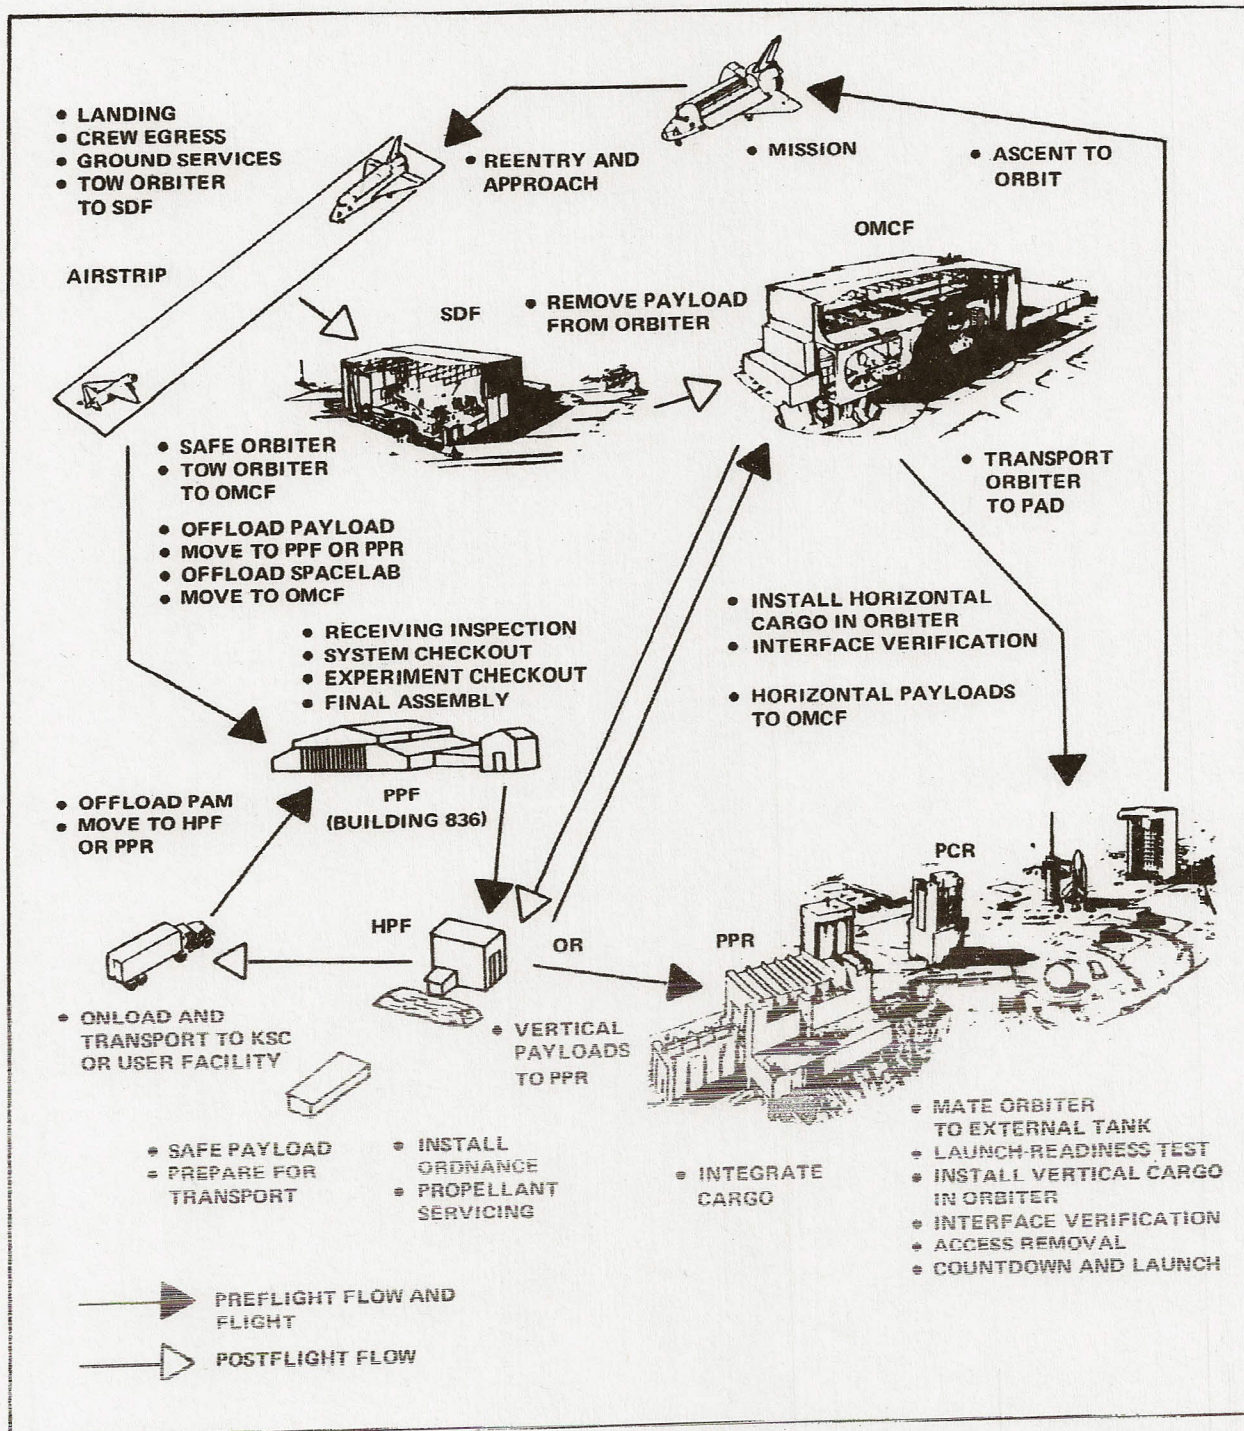 • LANDING
• CREW EGRESS
• GROUND SERVICES
• TOW ORBITER
TO SDF
• REENTRY AND
APPROACH
• MISSION
• ASCENT TO
ORBIT
AIRSTRIP
SDF
• REMOVE PAYLOAD
FROM ORBITER
OMCF
• SAFE ORBITER
• TOW ORBITER
TO OMCF
• OFFLOAD PAYLOAD
• MOVE TO PPF OR PPR
• OFFLOAD SPACELAB
• MOVE TO OMCF
• TRANSPORT
ORBITER
TO PAD
• RECEIVING INSPECTION
• SYSTEM CHECKOUT
• EXPERIMENT CHECKOUT
• FINAL ASSEMBLY
• INSTALL HORIZONTAL
CARGO IN ORBITER
• INTERFACE VERIFICATION
• HORIZONTAL PAYLOADS
TO OMCF
• OFFLOAD PAM
• MOVE TO HPF
OR PPR
PPF
(BUILDING 836)
PCR
HPF
OR
PPR
• ONLOAD AND
TRANSPORT TO KSC
OR USER FACILITY
• VERTICAL
PAYLOADS
TO PPR
• SAFE PAYLOAD
• PREPARE FOR
TRANSPORT
• INSTALL
ORDNANCE
• PROPELLANT
SERVICING
• INTEGRATE
CARGO
• MATE ORBITER
TO EXTERNAL TANK
• LAUNCH-READINESS TEST
• INSTALL VERTICAL CARGO
IN ORBITER
• INTERFACE VERIFICATION
• ACCESS REMOVAL
• COUNTDOWN AND LAUNCH
PREFLIGHT FLOW AND
FLIGHT
POSTFLIGHT FLOW